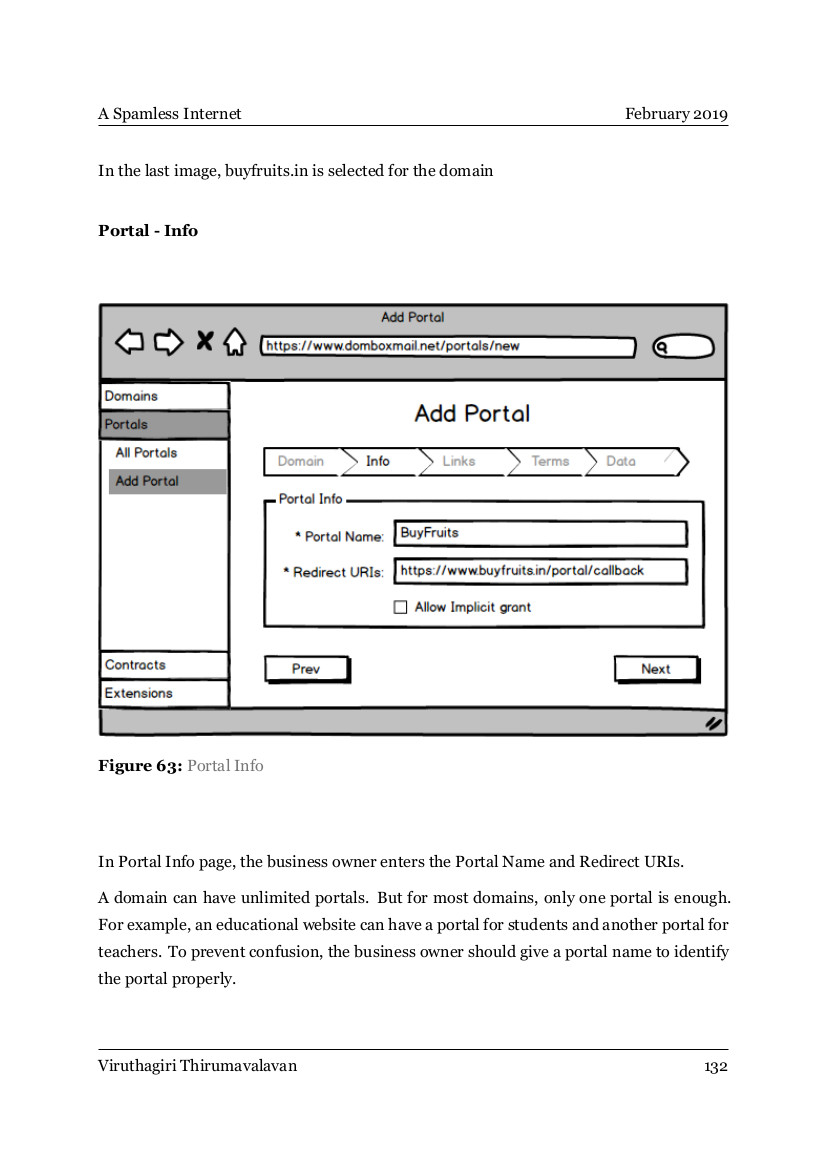 A Spamless Internet February 2019
In the last image, buyfruits.in is selected for the domain
Portal - Info
Add Portal
https://www.domboxmail.net/portals/new
Domains
Portals
All Portals
Add Portal
Contracts
Extensions
Add Portal
Domain Info Links Terms Data
Portal Info
* Portal Name: BuyFruits
* Redirect URIs: https://www.buyfruits.in/portal/callback
Allow Implicit grant
Prev Next
Figure 63: Portal Info
In Portal Info page, the business owner enters the Portal Name and Redirect URIs.
A domain can have unlimited portals. But for most domains, only one portal is enough.
For example, an educational website can have a portal for students and another portal for
teachers. To prevent confusion, the business owner should give a portal name to identify
the portal properly.
Viruthagiri Thirumavalavan 132